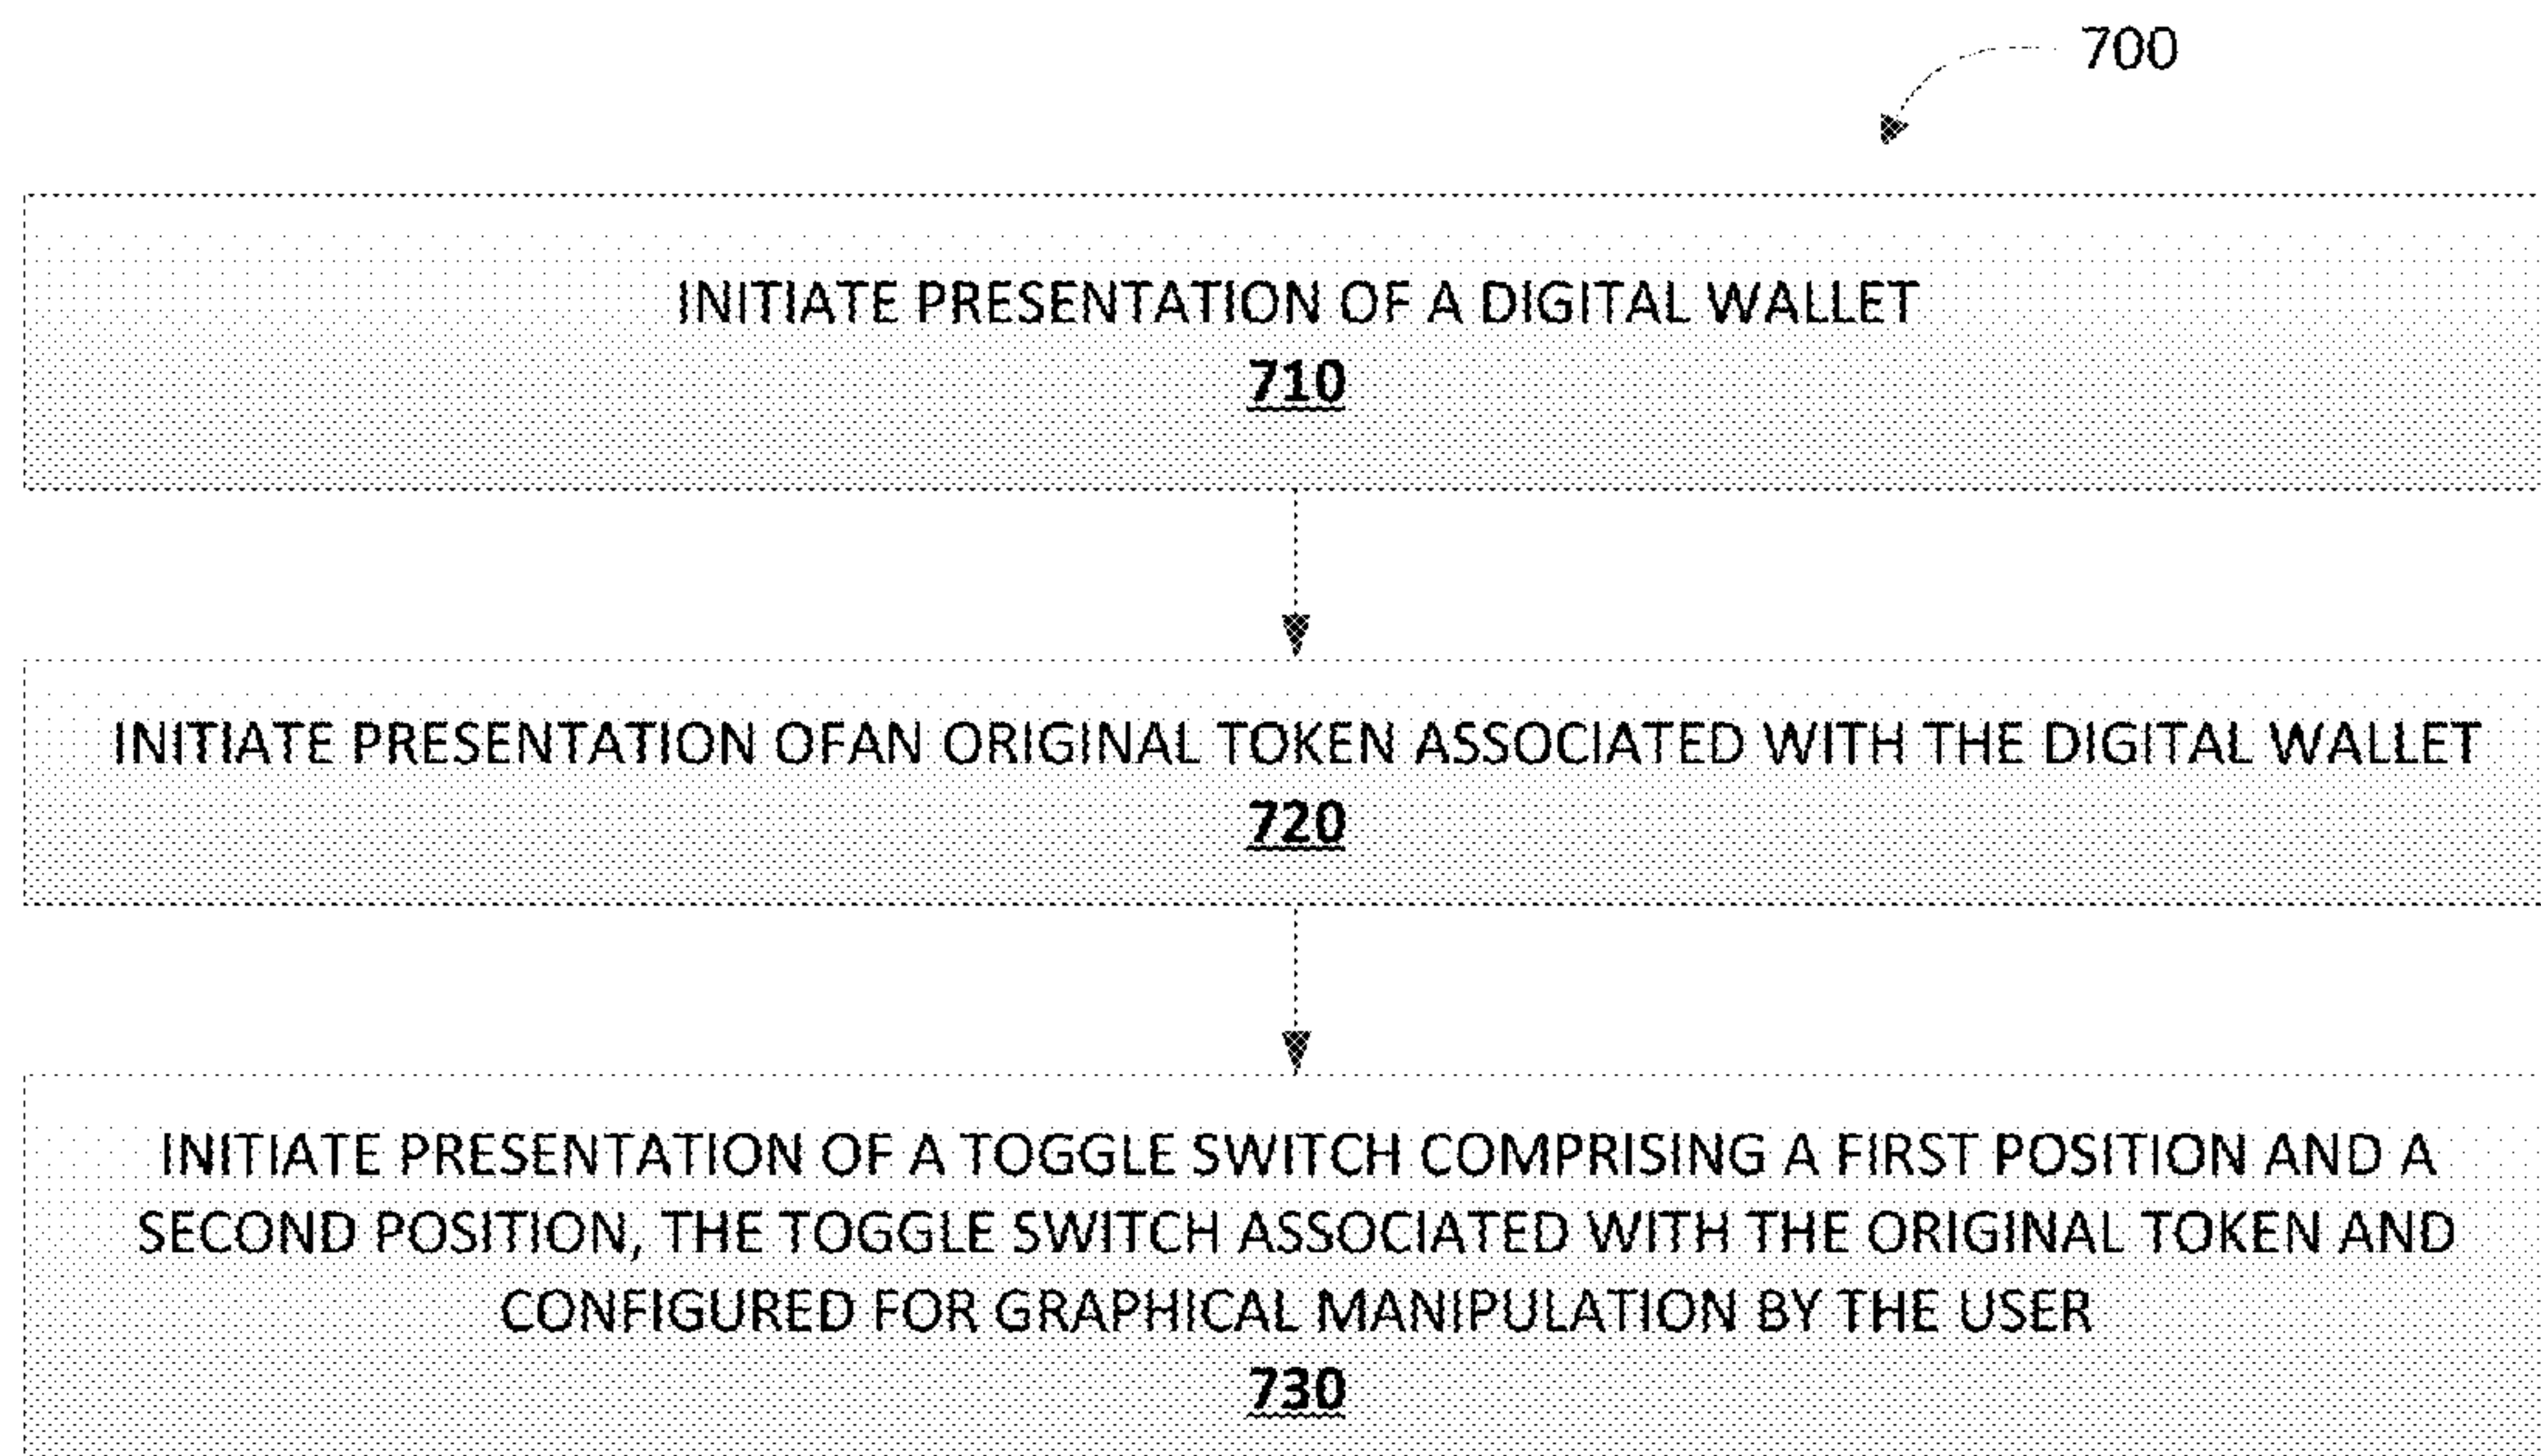 700
INITIATE PRESENTATION OF A DIGITAL WALLET
710
INITIATE PRESENTATION OFAN ORIGINAL TOKEN ASSOCIATED WITH THE DIGITAL WALLET
720
INITIATE PRESENTATION OF A TOGGLE SWITCH COMPRISING A FIRST POSITION AND A
SECOND POSITION, THE TOGGLE SWITCH ASSOCIATED WITH THE ORIGINAL TOKEN AND
CONFIGURED FOR GRAPHICAL MANIPULATION BY THE USER
730